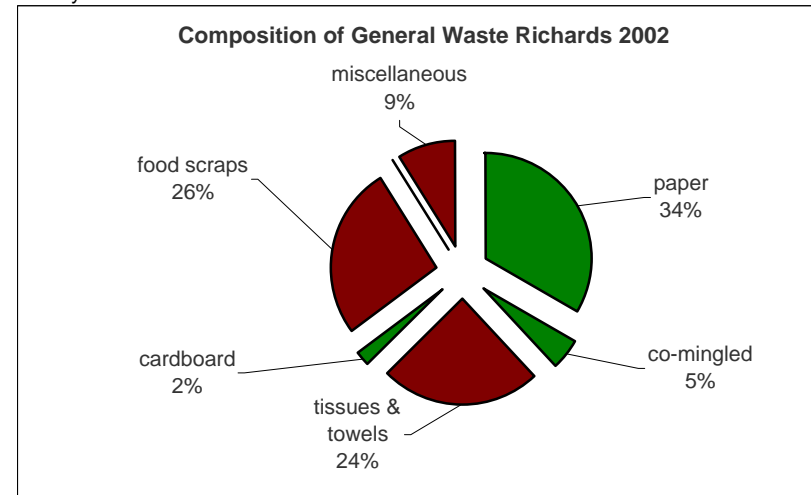 Composition of General Waste Richards 2002
miscellaneous
9%
food scraps
26%
paper
34%
co-mingled
5%
cardboard
2%
tissues &
towels
24%